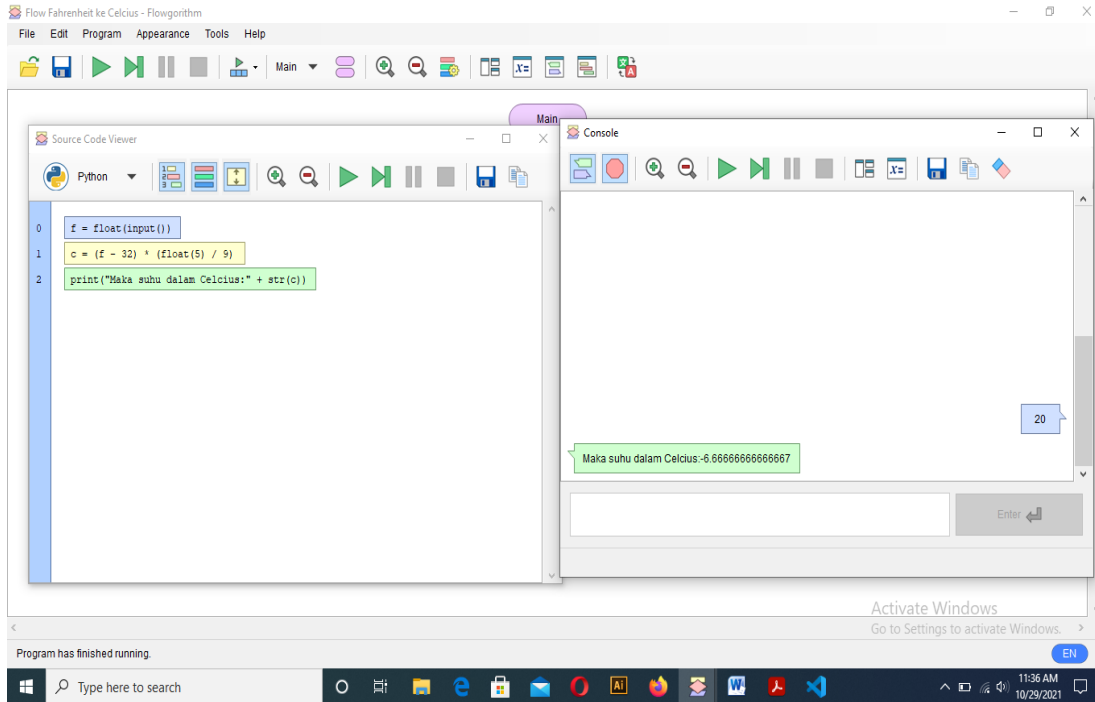 Flow Fahrenheit ke Celcius - Flowgorithm
File Edit Program Appearance Tools Help
Main
Main
Source Code Viewer
Python
0 f = float(input())
1 c = (f - 32) * (float(5) / 9)
2 print("Maka suhu dalam Celcius:" + str(c))
Console
20
Maka suhu dalam Celcius:-6.66666666666667
Enter
Activate Windows
Go to Settings to activate Windows.
Program has finished running.
EN
Type here to search
Ai
11:36 AM
10/29/2021